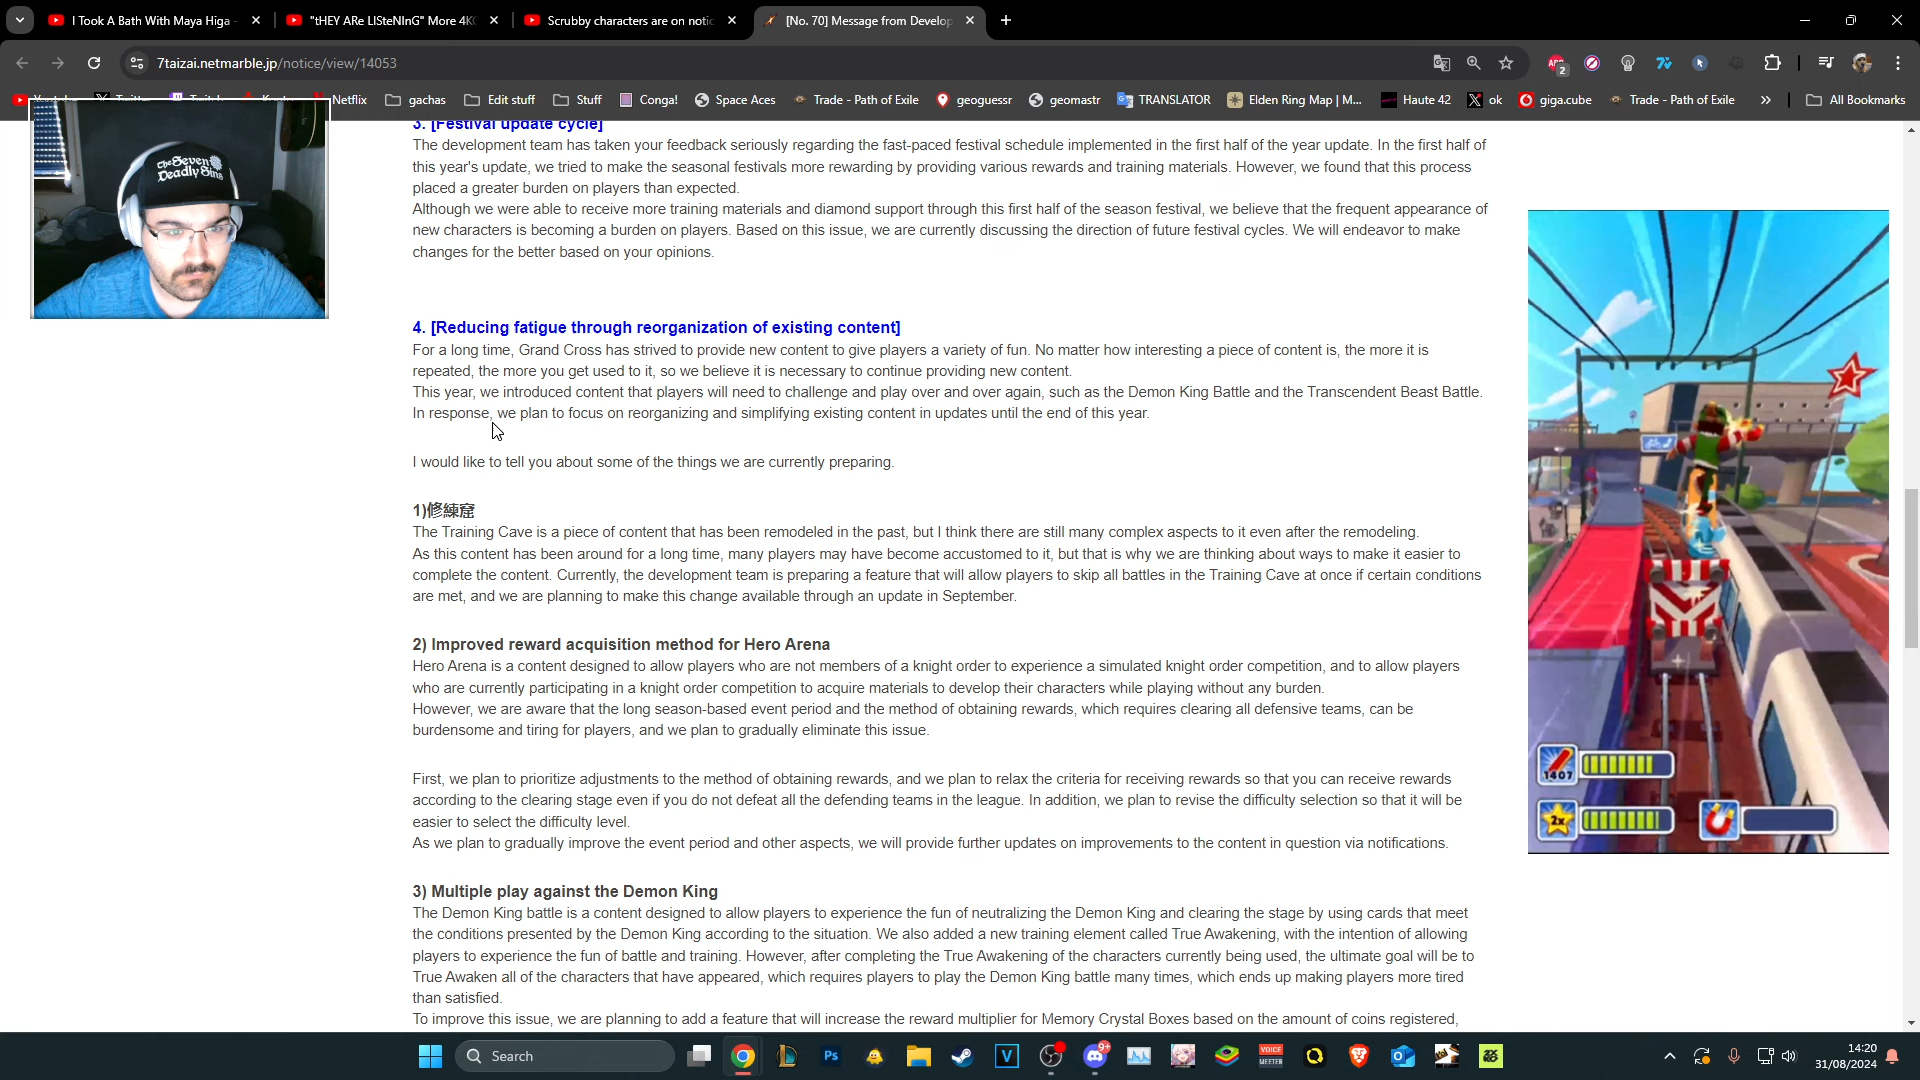 I Took A Bath With Maya Higa -
"tHEY ARe LISteNInG" More 4K
Scrubby characters are on notic
[No. 70] Message from Develop
7taizai.netmarble.jp/notice/view/14053
Netflix
gachas
Edit stuff
Stuff
Conga!
Space Aces
Trade - Path of Exile
geoguessr
geomastr
TRANSLATOR
Elden Ring Map | M...
Haute 42
ok
giga.cube
Trade - Path of Exile
All Bookmarks
The Seven
Deadly Sins
3. [Festival update cycle]
The development team has taken your feedback seriously regarding the fast-paced festival schedule implemented in the first half of the year update. In the first half of
this year's update, we tried to make the seasonal festivals more rewarding by providing various rewards and training materials. However, we found that this process
placed a greater burden on players than expected.
Although we were able to receive more training materials and diamond support through this first half of the season festival, we believe that the frequent appearance of
new characters is becoming a burden on players. Based on this issue, we are currently discussing the direction of future festival cycles. We will endeavor to make
changes for the better based on your opinions.
4. [Reducing fatigue through reorganization of existing content]
For a long time, Grand Cross has strived to provide new content to give players a variety of fun. No matter how interesting a piece of content is, the more it is
repeated, the more you get used to it, so we believe it is necessary to continue providing new content.
This year, we introduced content that players will need to challenge and play over and over again, such as the Demon King Battle and the Transcendent Beast Battle.
In response, we plan to focus on reorganizing and simplifying existing content in updates until the end of this year.
I would like to tell you about some of the things we are currently preparing.
1)修練窟
The Training Cave is a piece of content that has been remodeled in the past, but I think there are still many complex aspects to it even after the remodeling.
As this content has been around for a long time, many players may have become accustomed to it, but that is why we are thinking about ways to make it easier to
complete the content. Currently, the development team is preparing a feature that will allow players to skip all battles in the Training Cave at once if certain conditions
are met, and we are planning to make this change available through an update in September.
2) Improved reward acquisition method for Hero Arena
Hero Arena is a content designed to allow players who are not members of a knight order to experience a simulated knight order competition, and to allow players
who are currently participating in a knight order competition to acquire materials to develop their characters while playing without any burden.
However, we are aware that the long season-based event period and the method of obtaining rewards, which requires clearing all defensive teams, can be
burdensome and tiring for players, and we plan to gradually eliminate this issue.
First, we plan to prioritize adjustments to the method of obtaining rewards, and we plan to relax the criteria for receiving rewards so that you can receive rewards
according to the clearing stage even if you do not defeat all the defending teams in the league. In addition, we plan to revise the difficulty selection so that it will be
easier to select the difficulty level.
As we plan to gradually improve the event period and other aspects, we will provide further updates on improvements to the content in question via notifications.
3) Multiple play against the Demon King
The Demon King battle is a content designed to allow players to experience the fun of neutralizing the Demon King and clearing the stage by using cards that meet
the conditions presented by the Demon King according to the situation. We also added a new training element called True Awakening, with the intention of allowing
players to experience the fun of battle and training. However, after completing the True Awakening of the characters currently being used, the ultimate goal will be to
True Awaken all of the characters that have appeared, which requires players to play the Demon King battle many times, which ends up making players more tired
than satisfied.
To improve this issue, we are planning to add a feature that will increase the reward multiplier for Memory Crystal Boxes based on the amount of coins registered,
1407
2x
Search
14:20
31/08/2024